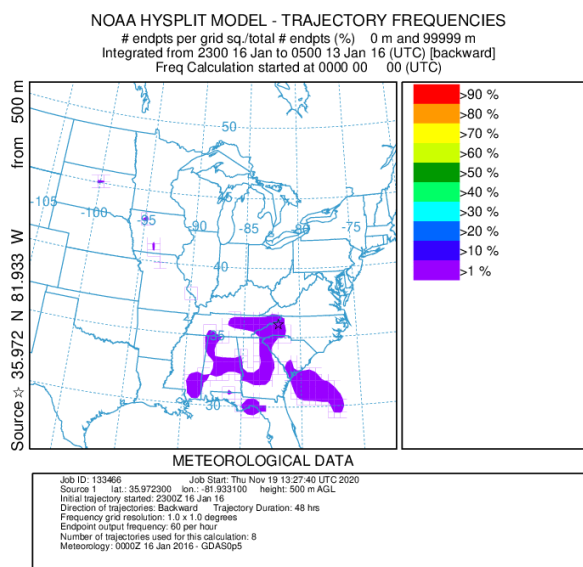 NOAA HYSPLIT MODEL - TRAJECTORY FREQUENCIES
# endpts per grid sq./total # endpts (%)    0 m and 99999 m
Integrated from 2300 16 Jan to 0500 13 Jan 16 (UTC) [backward]
Freq Calculation started at 0000 00    00 (UTC)
Source ☆ 35.972 N 81.933 W from 500 m
50
-105
-100
-95
-90
-85
-80
-75
45
40
35
30
>90 %
>80 %
>70 %
>60 %
>50 %
>40 %
>30 %
>20 %
>10 %
>1 %
METEOROLOGICAL DATA
Job ID: 133466    Job Start: Thu Nov 19 13:27:40 UTC 2020
Source 1    lat.: 35.972300    lon.: -81.933100    height: 500 m AGL
Initial trajectory started: 2300Z 16 Jan 16
Direction of trajectories: Backward    Trajectory Duration: 48 hrs
Frequency grid resolution: 1.0 x 1.0 degrees
Endpoint output frequency: 60 per hour
Number of trajectories used for this calculation: 8
Meteorology: 0000Z 16 Jan 2016 - GDAS0p5